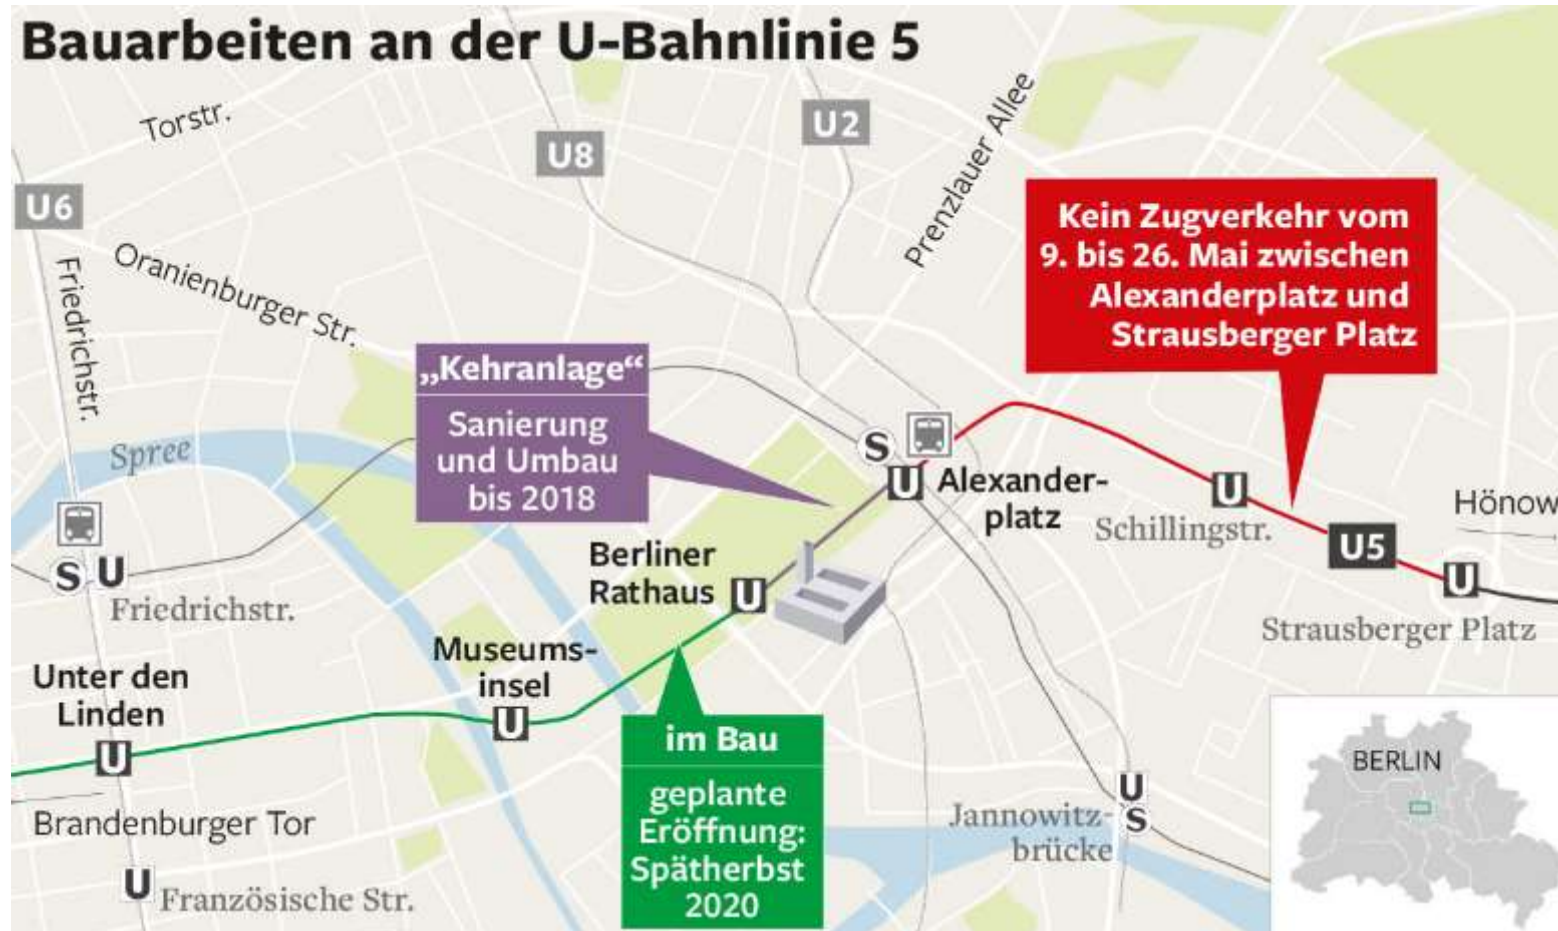 Bauarbeiten an der U-Bahnlinie 5
Torstr.
U8
U2
Prenzlauer Allee
U6
Friedrichstr.
Oranienburger Str.
Kein Zugverkehr vom
9. bis 26. Mai zwischen
Alexanderplatz und
Strausberger Platz
„Kehranlage“
Sanierung
und Umbau
bis 2018
Spree
S
U
Alexander-
platz
U
Schillingstr.
U5
Hönow
U
Strausberger Platz
S U
Friedrichstr.
Berliner
Rathaus
U
Museums-
insel
U
Unter den
Linden
U
Brandenburger Tor
U
Französische Str.
im Bau
geplante
Eröffnung:
Spätherbst
2020
U
S
Jannowitz-
brücke
BERLIN